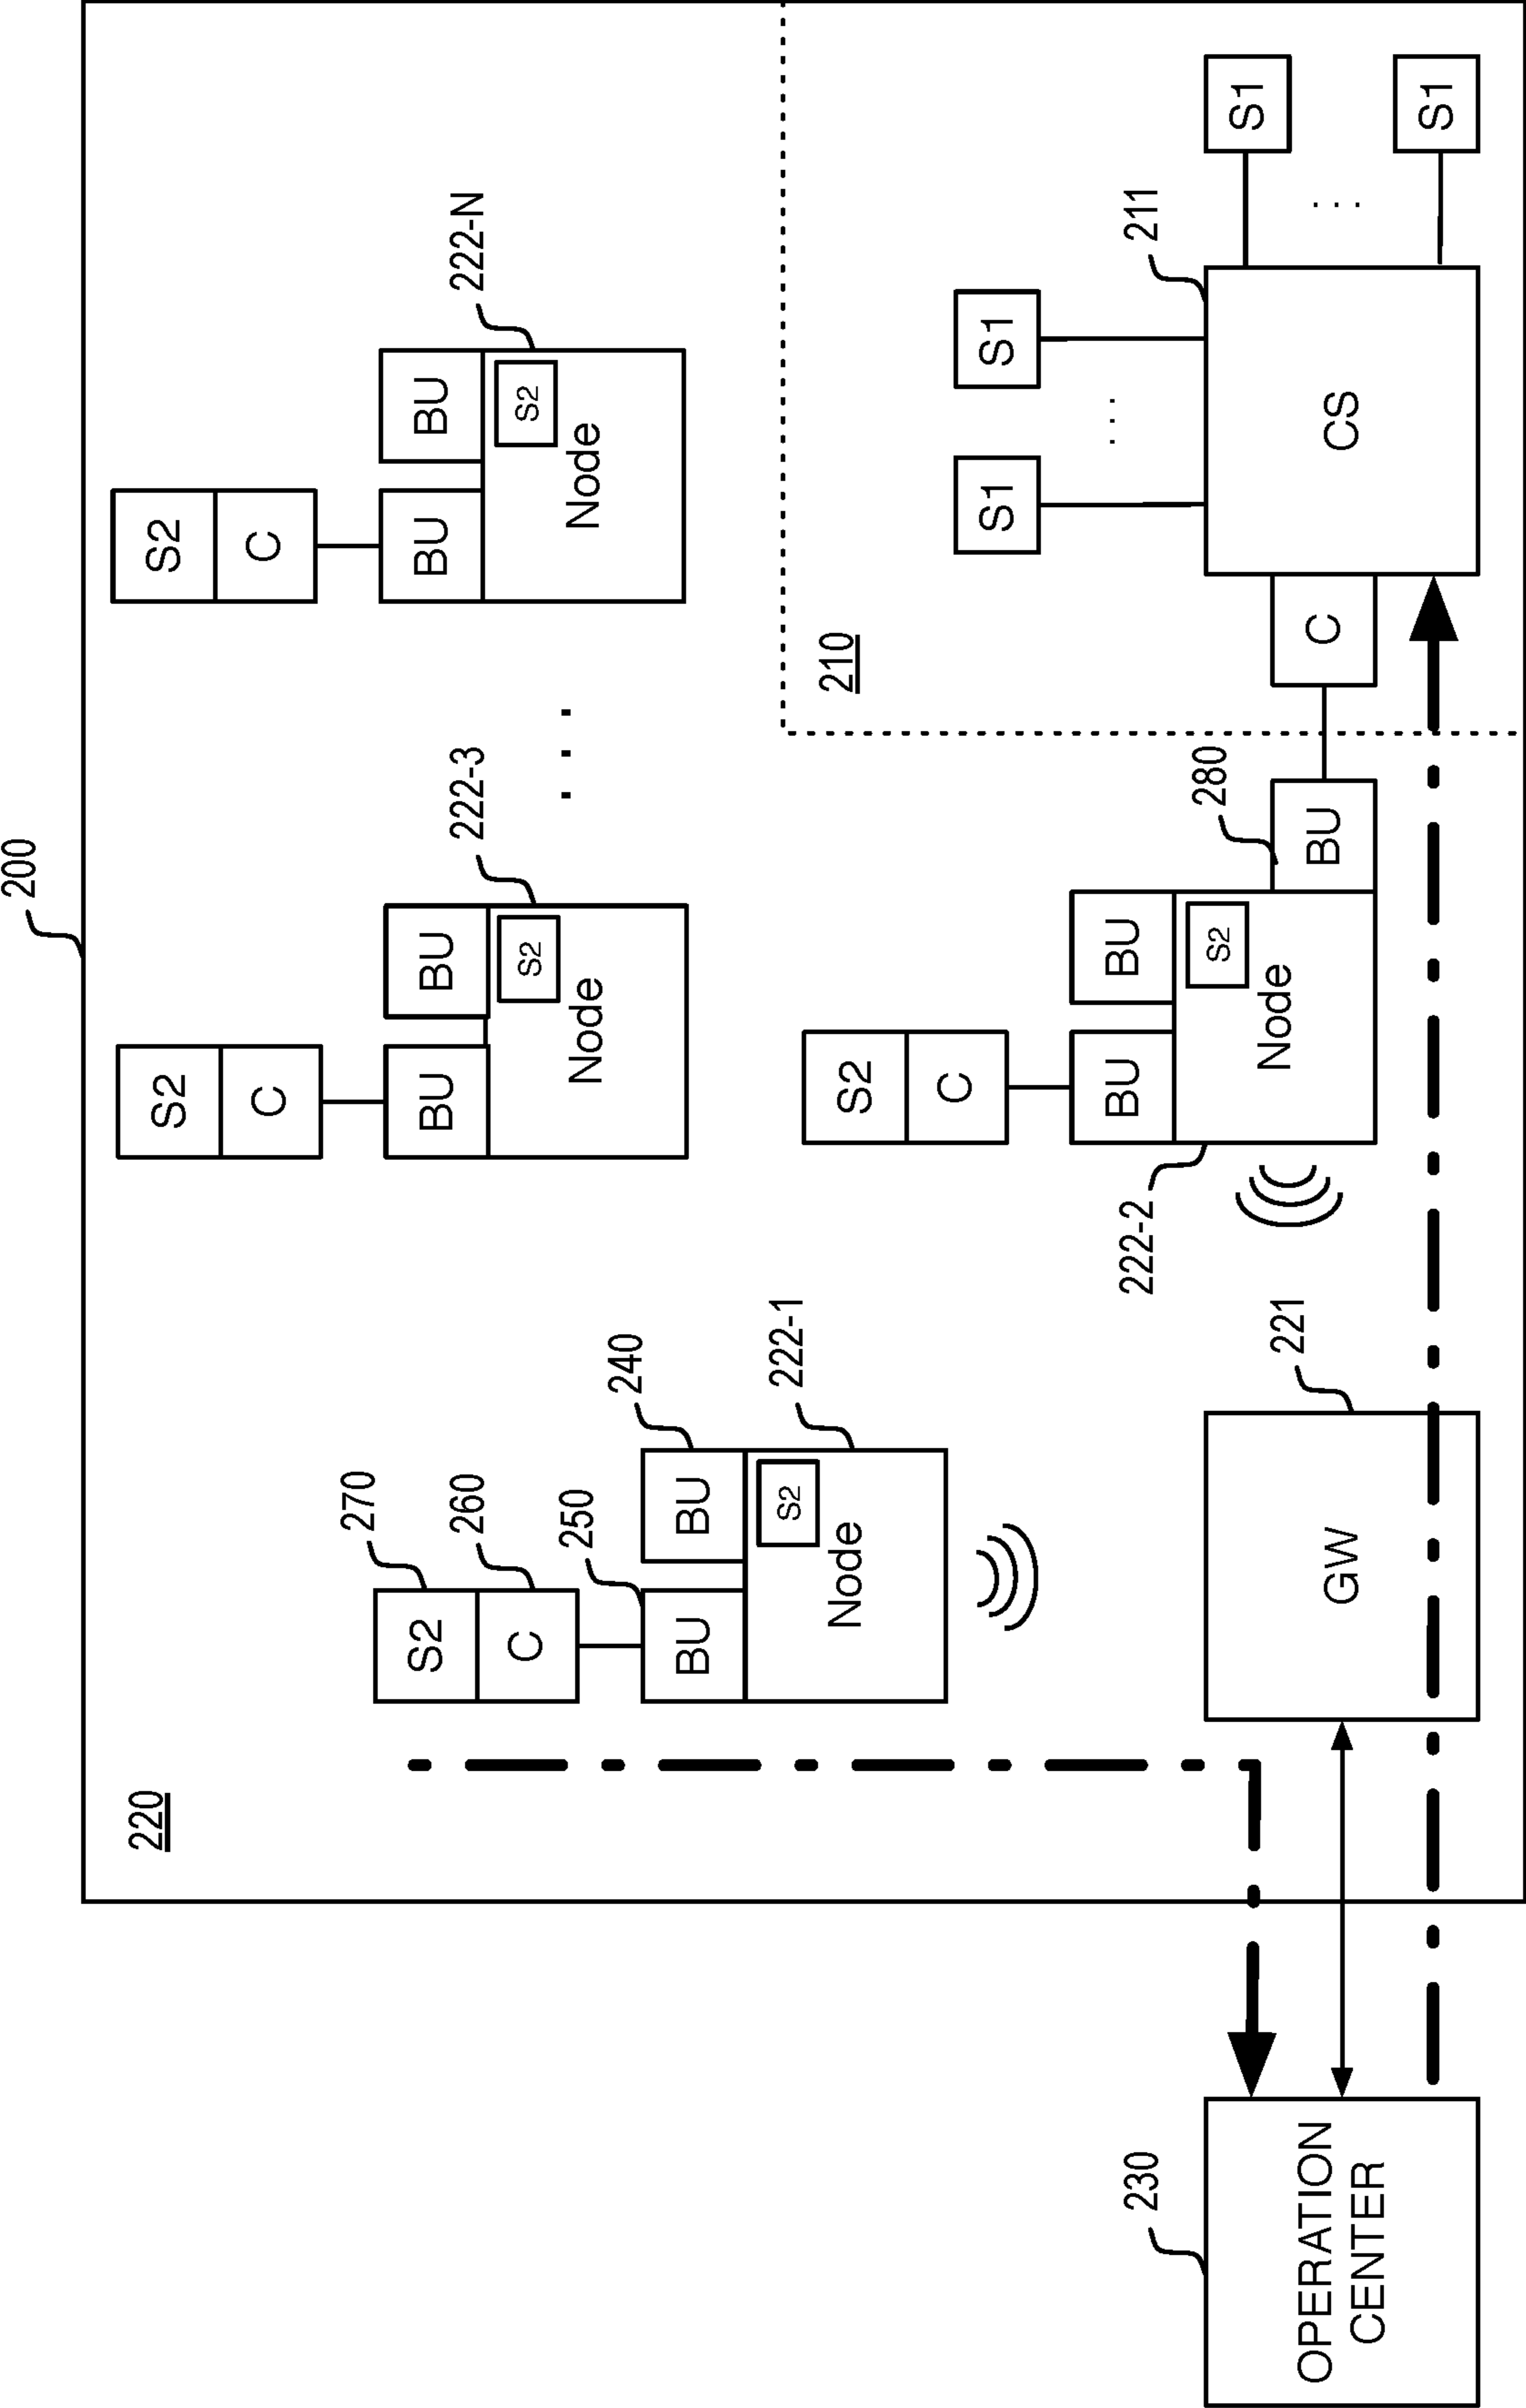 200
220
270
S2
260
C
250
BU
240
BU
S2
Node
222-1
S2
C
BU
BU
222-3
S2
Node
. . .
S2
C
BU
BU
222-N
S2
Node
S2
C
BU
BU
S2
Node
222-2
280
BU
210
C
S1
. . .
S1
211
CS
S1
. . .
S1
221
GW
230
OPERATION
CENTER